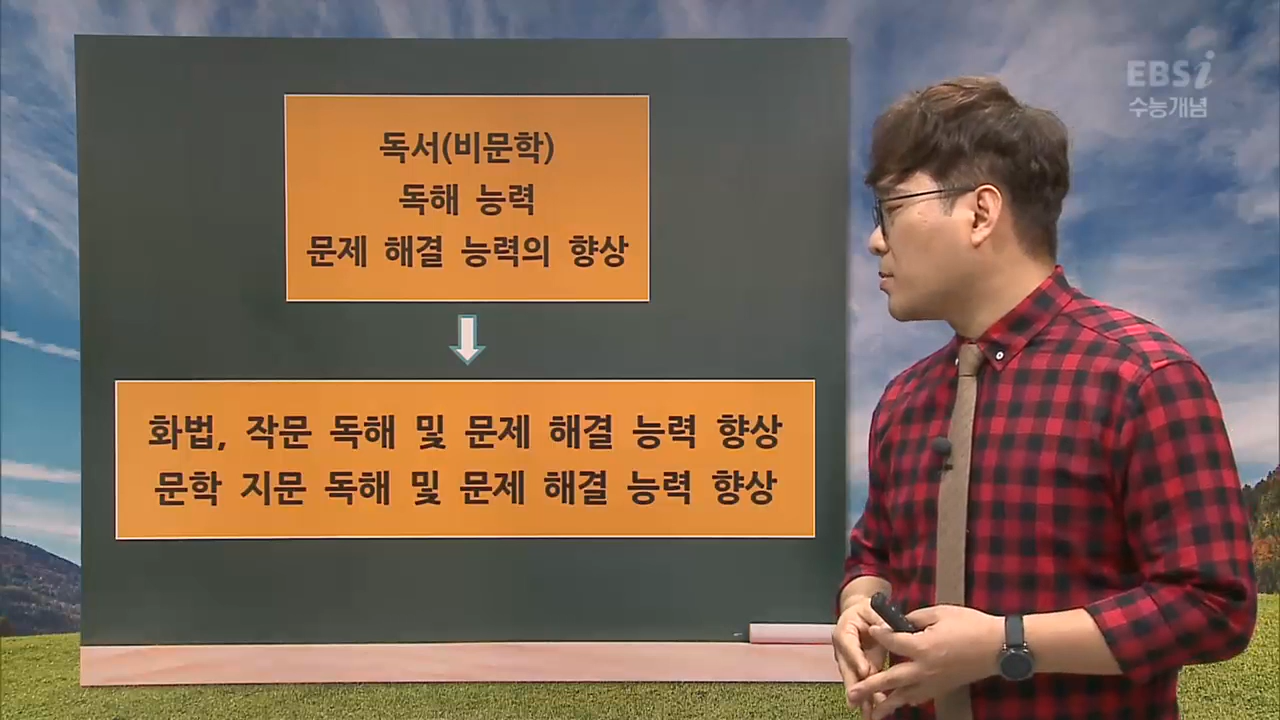 EBSi
수능개념
독서(비문학)
독해 능력
문제 해결 능력의 향상
화법, 작문 독해 및 문제 해결 능력 향상
문학 지문 독해 및 문제 해결 능력 향상